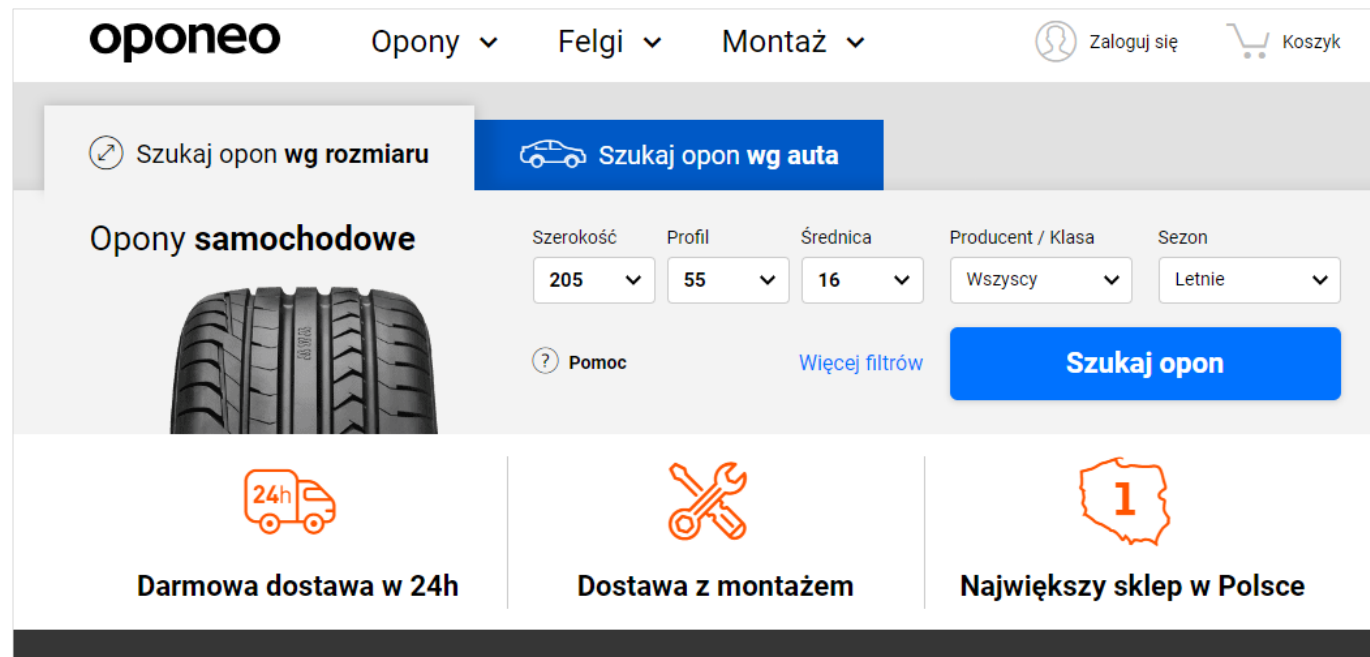 oponeo Opony Felgi Montaż Zaloguj się Koszyk
Szukaj opon wg rozmiaru Szukaj opon wg auta
Opony samochodowe
Szerokość Profil Średnica Producent / Klasa Sezon
205 55 16 Wszyscy Letnie
? Pomoc Więcej filtrów Szukaj opon
24h 1
Darmowa dostawa w 24h Dostawa z montażem Największy sklep w Polsce